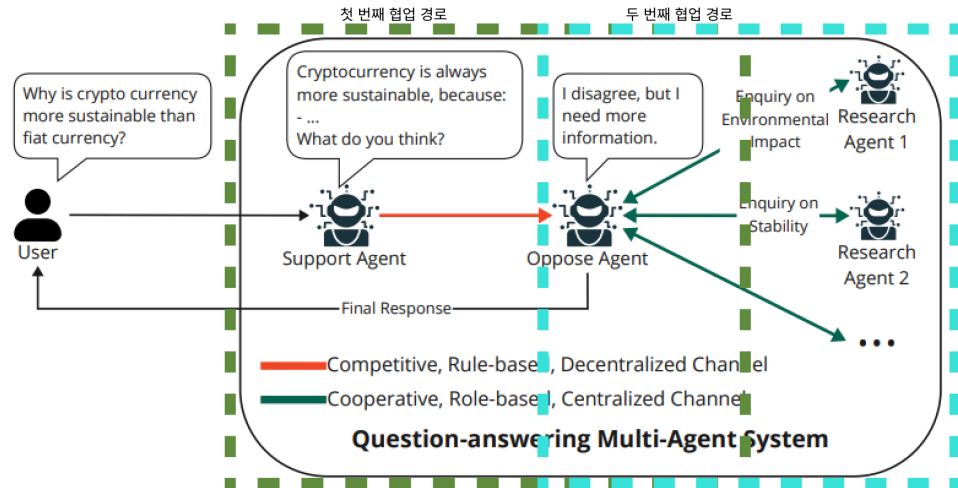 첫 번째 협업 경로
두 번째 협업 경로
Why is crypto currency
more sustainable than
fiat currency?
Cryptocurrency is always
more sustainable, because:
- ...
What do you think?
I disagree, but I
need more
information.
Enquiry on
Environmental
Impact
Research
Agent 1
Enquiry on
Stability
Research
Agent 2
User
Support Agent
Oppose Agent
Final Response
...
Competitive, Rule-based, Decentralized Channel
Cooperative, Role-based, Centralized Channel
Question-answering Multi-Agent System